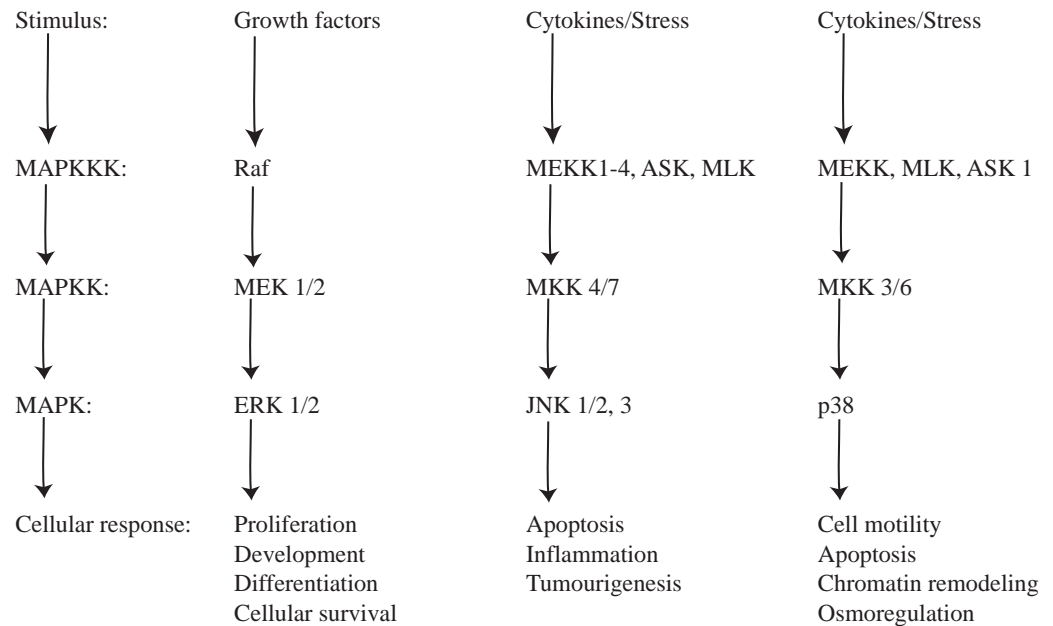 Stimulus: Growth factors Cytokines/Stress Cytokines/Stress
MAPKKK: Raf MEKK1-4, ASK, MLK MEKK, MLK, ASK 1
MAPKK: MEK 1/2 MKK 4/7 MKK 3/6
MAPK: ERK 1/2 JNK 1/2, 3 p38
Cellular response: Proliferation Apoptosis Cell motility
Development Inflammation Apoptosis
Differentiation Tumourigenesis Chromatin remodeling
Cellular survival Osmoregulation